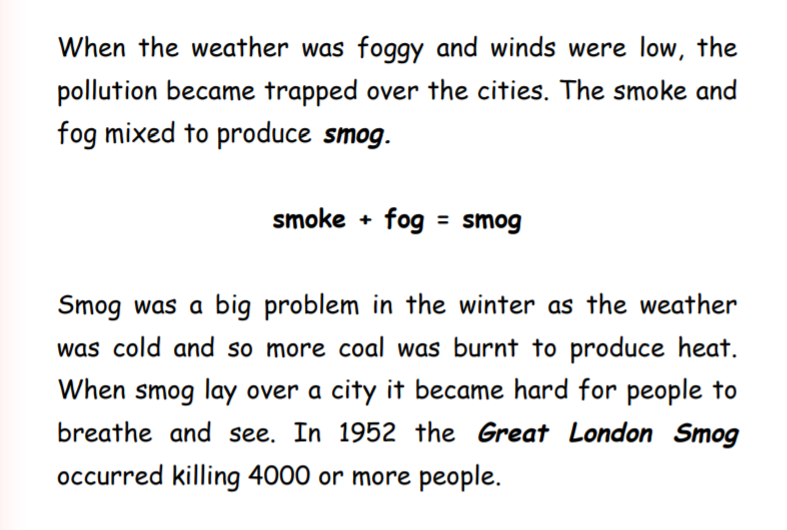 When the weather was foggy and winds were low, the
pollution became trapped over the cities. The smoke and
fog mixed to produce smog.
smoke + fog = smog
Smog was a big problem in the winter as the weather
was cold and so more coal was burnt to produce heat.
When smog lay over a city it became hard for people to
breathe and see. In 1952 the Great London Smog
occurred killing 4000 or more people.